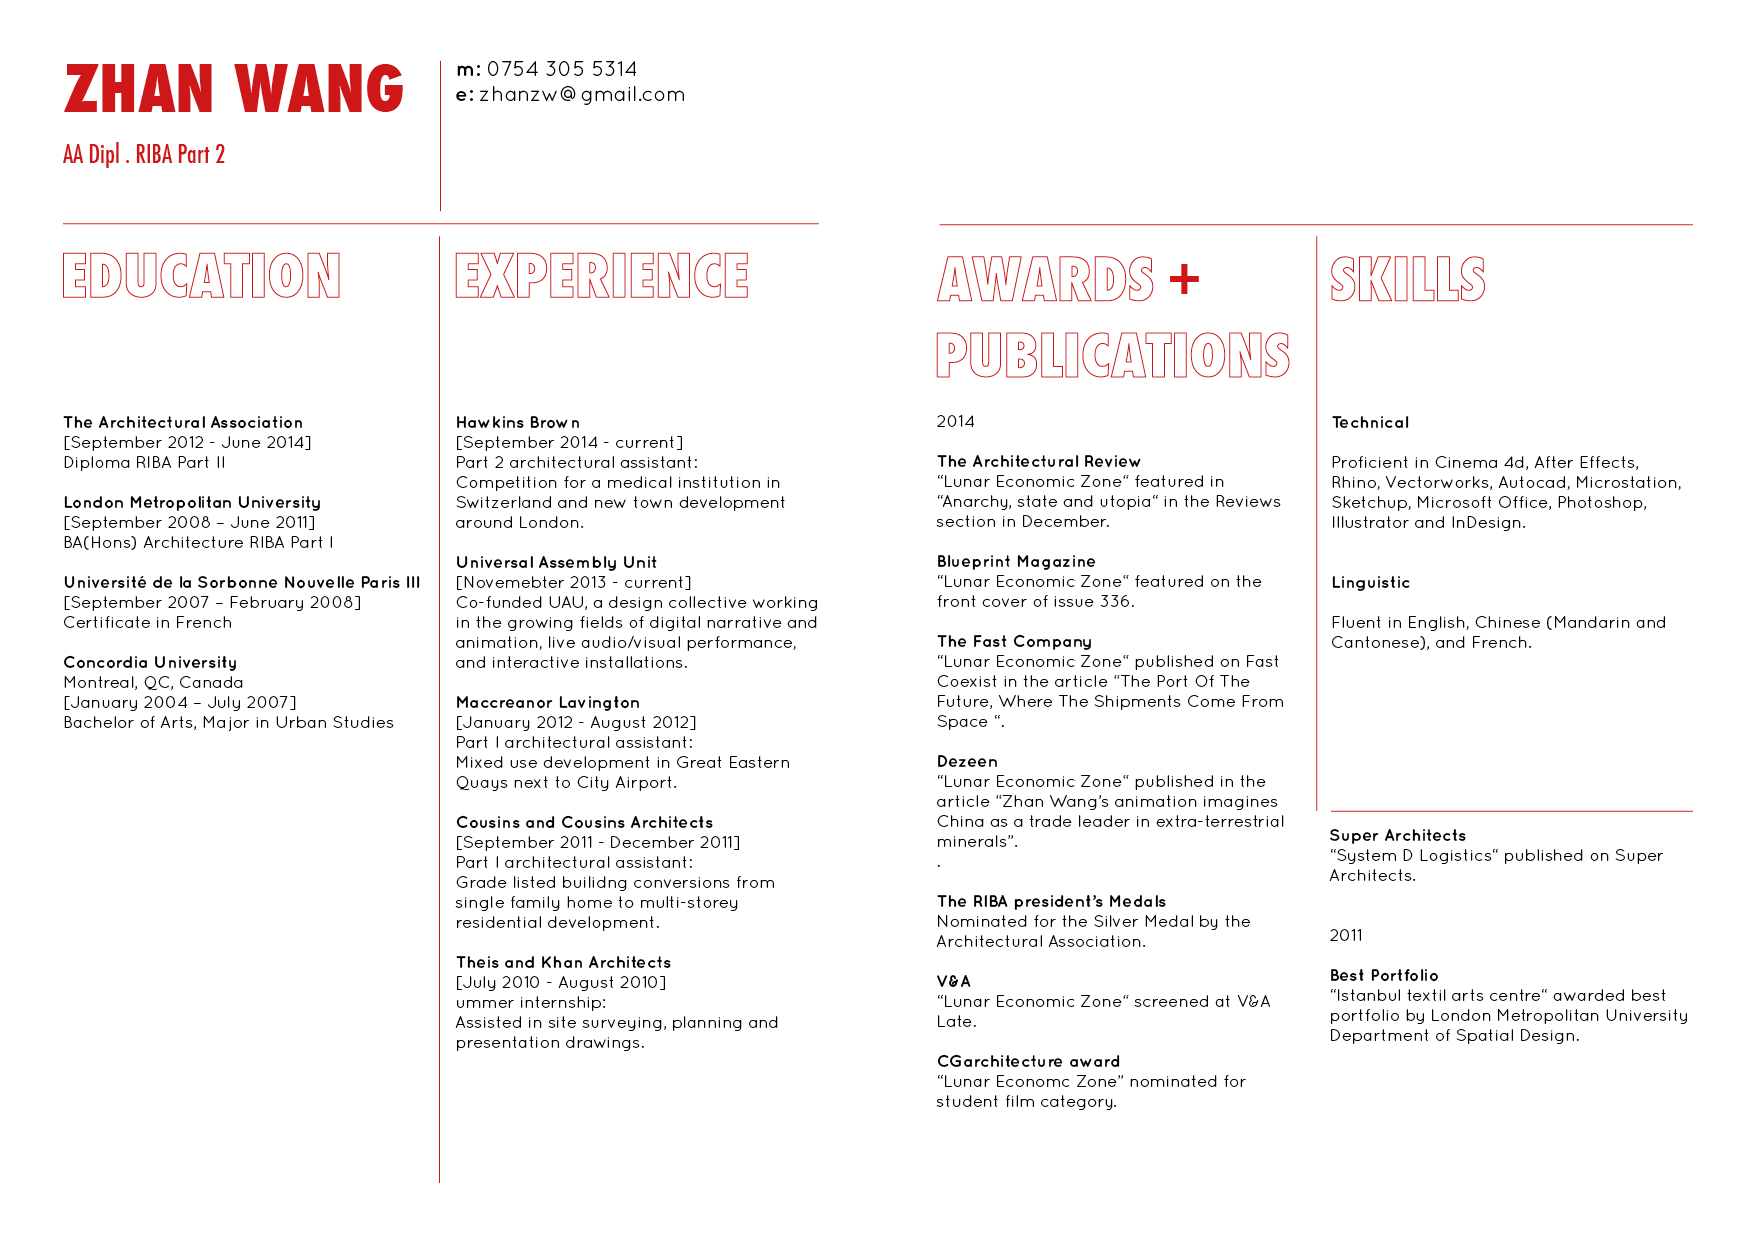 ZHAN WANG
AA Dipl . RIBA Part 2
m: 0754 305 5314
e: zhanzw@gmail.com
EDUCATION
The Architectural Association
[September 2012 - June 2014]
Diploma RIBA Part II
London Metropolitan University
[September 2008 – June 2011]
BA(Hons) Architecture RIBA Part I
Université de la Sorbonne Nouvelle Paris III
[September 2007 – February 2008]
Certificate in French
Concordia University
Montreal, QC, Canada
[January 2004 – July 2007]
Bachelor of Arts, Major in Urban Studies
EXPERIENCE
Hawkins Brown
[September 2014 - current]
Part 2 architectural assistant:
Competition for a medical institution in
Switzerland and new town development
around London.
Universal Assembly Unit
[Novemebter 2013 - current]
Co-funded UAU, a design collective working
in the growing fields of digital narrative and
animation, live audio/visual performance,
and interactive installations.
Maccreanor Lavington
[January 2012 - August 2012]
Part I architectural assistant:
Mixed use development in Great Eastern
Quays next to City Airport.
Cousins and Cousins Architects
[September 2011 - December 2011]
Part I architectural assistant:
Grade listed builidng conversions from
single family home to multi-storey
residential development.
Theis and Khan Architects
[July 2010 - August 2010]
ummer internship:
Assisted in site surveying, planning and
presentation drawings.
AWARDS +
PUBLICATIONS
2014
The Architectural Review
“Lunar Economic Zone“ featured in
“Anarchy, state and utopia“ in the Reviews
section in December.
Blueprint Magazine
“Lunar Economic Zone“ featured on the
front cover of issue 336.
The Fast Company
“Lunar Economic Zone“ published on Fast
Coexist in the article “The Port Of The
Future, Where The Shipments Come From
Space “.
Dezeen
“Lunar Economic Zone“ published in the
article “Zhan Wang’s animation imagines
China as a trade leader in extra-terrestrial
minerals”.
.
The RIBA president’s Medals
Nominated for the Silver Medal by the
Architectural Association.
V&A
“Lunar Economic Zone“ screened at V&A
Late.
CGarchitecture award
“Lunar Economc Zone” nominated for
student film category.
SKILLS
Technical
Proficient in Cinema 4d, After Effects,
Rhino, Vectorworks, Autocad, Microstation,
Sketchup, Microsoft Office, Photoshop,
Illustrator and InDesign.
Linguistic
Fluent in English, Chinese (Mandarin and
Cantonese), and French.
Super Architects
“System D Logistics“ published on Super
Architects.
2011
Best Portfolio
“Istanbul textil arts centre“ awarded best
portfolio by London Metropolitan University
Department of Spatial Design.